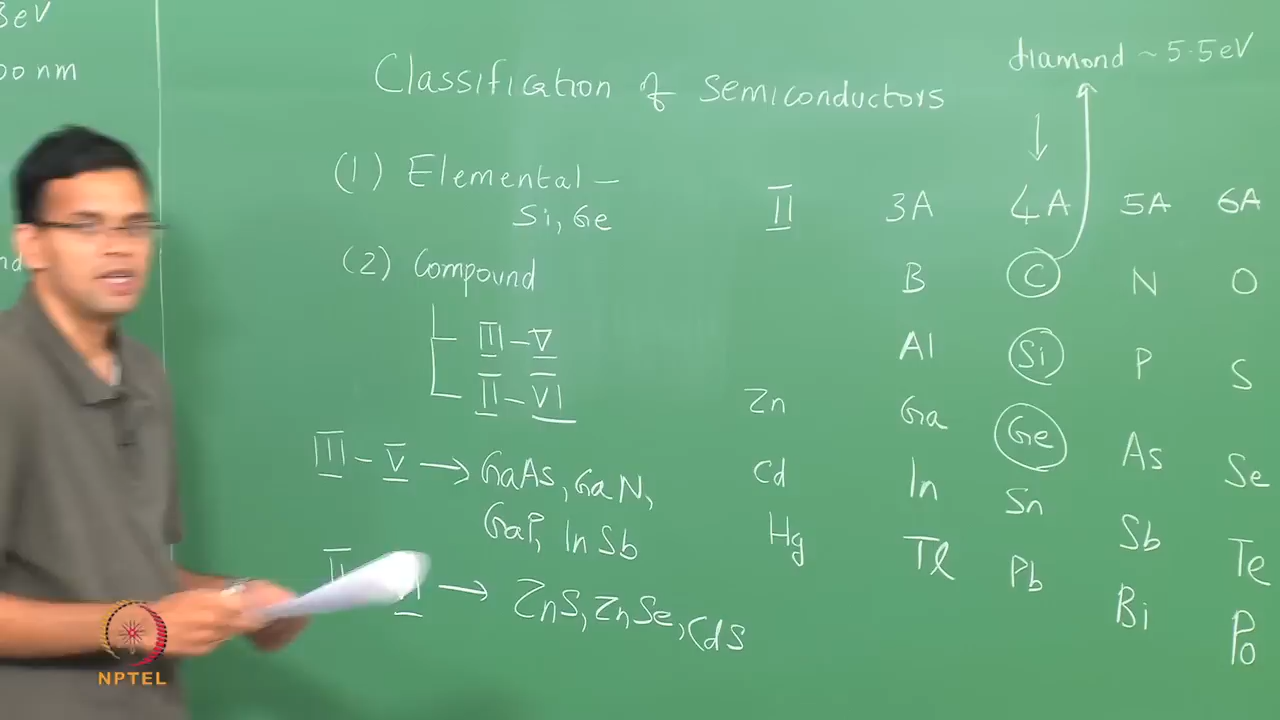 3eV
00 nm
nd
Classification of semiconductors
(1) Elemental –
Si, Ge
(2) Compound
III – V
II – VI
III – V → GaAs, GaN,
GaP, InSb
II → ZnS, ZnSe, CdS
diamond ~ 5.5eV
↓
II 3A 4A 5A 6A
B C N O
Al Si P S
Zn Ga Ge As Se
Cd In Sn Sb Te
Hg Tl Pb Bi Po
NPTEL